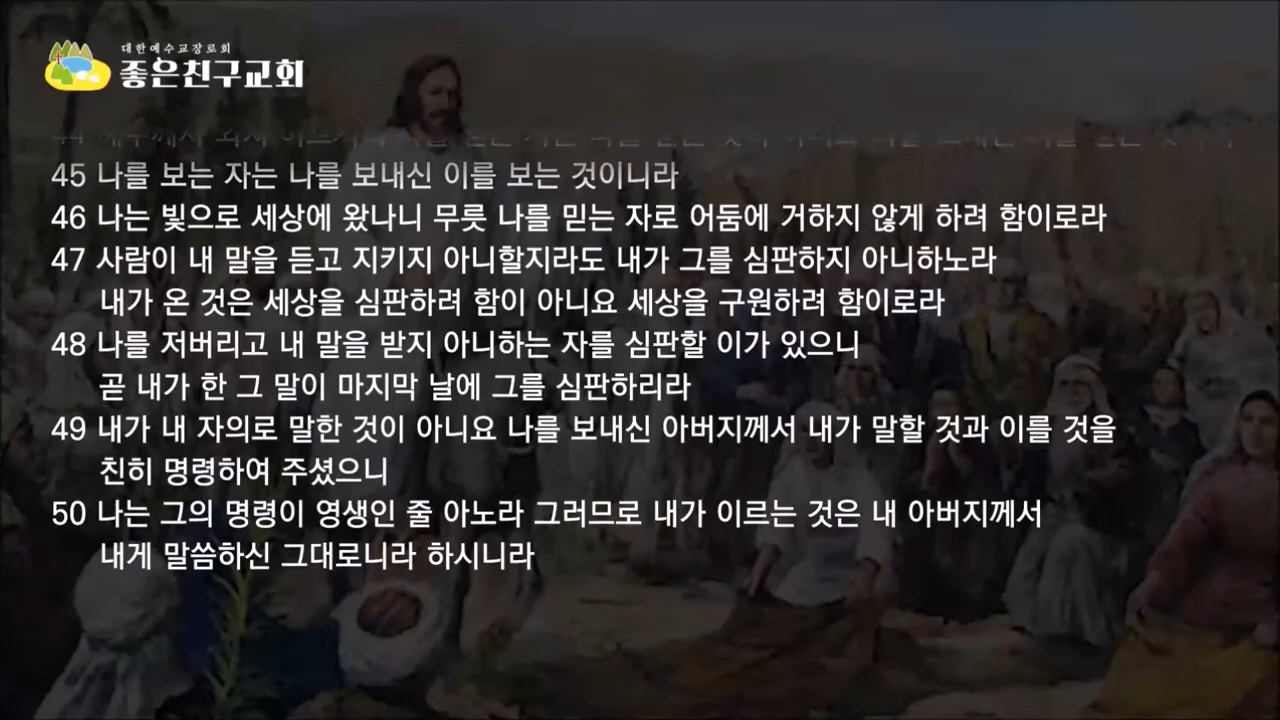 대한예수교장로회
좋은친구교회
45 나를 보는 자는 나를 보내신 이를 보는 것이니라
46 나는 빛으로 세상에 왔나니 무릇 나를 믿는 자로 어둠에 거하지 않게 하려 함이로라
47 사람이 내 말을 듣고 지키지 아니할지라도 내가 그를 심판하지 아니하노라
내가 온 것은 세상을 심판하려 함이 아니요 세상을 구원하려 함이로라
48 나를 저버리고 내 말을 받지 아니하는 자를 심판할 이가 있으니
곧 내가 한 그 말이 마지막 날에 그를 심판하리라
49 내가 내 자의로 말한 것이 아니요 나를 보내신 아버지께서 내가 말할 것과 이를 것을
친히 명령하여 주셨으니
50 나는 그의 명령이 영생인 줄 아노라 그러므로 내가 이르는 것은 내 아버지께서
내게 말씀하신 그대로니라 하시니라